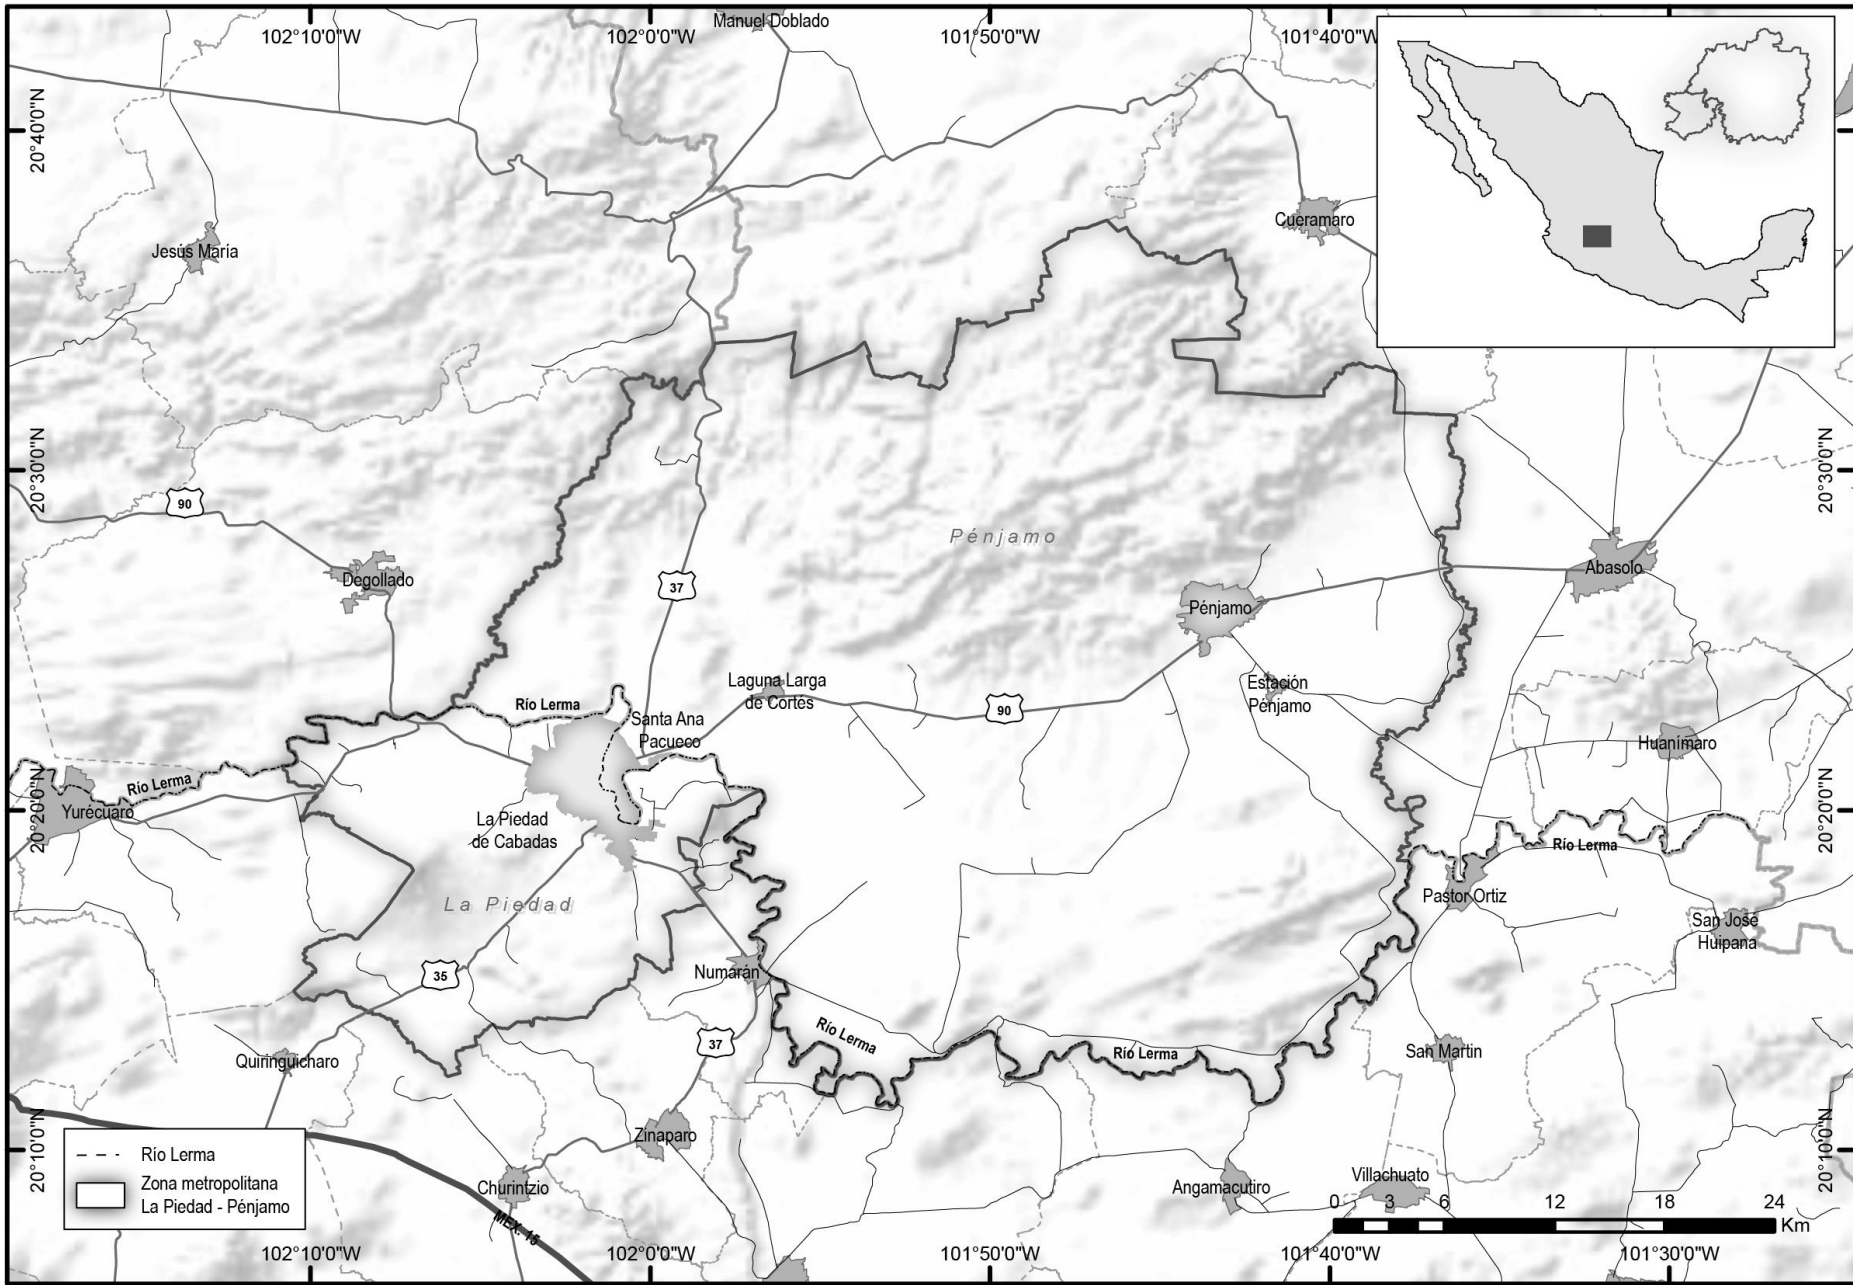 Manuel Doblado
102°10'0"W
102°0'0"W
101°50'0"W
101°40'0"W
20°40'0"N
20°40'0"N
Cueramaro
Jesús María
20°30'0"N
20°30'0"N
90
Pénjamo
Abasolo
Degollado
37
Pénjamo
Laguna Larga
de Cortés
Estación
Pénjamo
Río Lerma
90
Santa Ana
Pacueco
Huanímaro
Río Lerma
Yurécuaro
20°20'0"N
20°20'0"N
La Piedad
de Cabadas
Río Lerma
Pastor Ortiz
La Piedad
San José
Huipana
Numarán
35
Río Lerma
37
Río Lerma
San Martin
Quiringuicharo
Zinaparo
20°10'0"N
20°10'0"N
Río Lerma
Zona metropolitana
La Piedad - Pénjamo
Churintzio
Angamacutiro
Villachuato
MEX. 15
0 3 6 12 18 24
Km
102°10'0"W
102°0'0"W
101°50'0"W
101°40'0"W
101°30'0"W